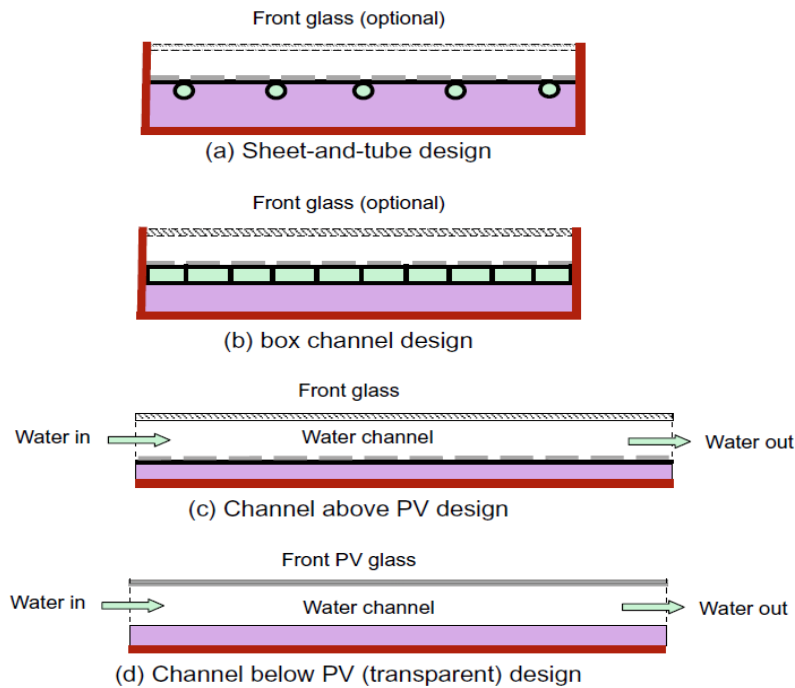 Front glass (optional)
(a) Sheet-and-tube design
Front glass (optional)
(b) box channel design
Front glass
Water in
Water channel
Water out
(c) Channel above PV design
Front PV glass
Water in
Water channel
Water out
(d) Channel below PV (transparent) design